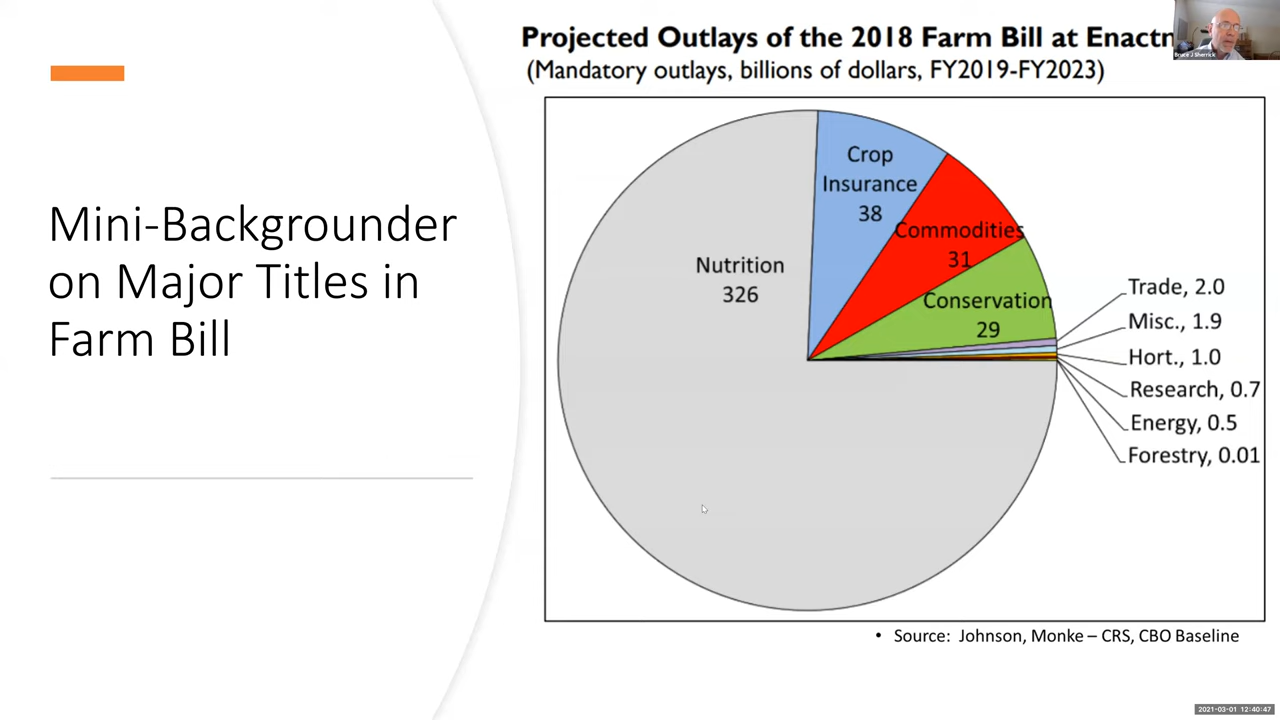 Projected Outlays of the 2018 Farm Bill at Enactm
(Mandatory outlays, billions of dollars, FY2019-FY2023)
Bruce J Sherrick
Mini-Backgrounder
on Major Titles in
Farm Bill
Crop
Insurance
38
Commodities
31
Nutrition
326
Conservation
29
Trade, 2.0
Misc., 1.9
Hort., 1.0
Research, 0.7
Energy, 0.5
Forestry, 0.01
• Source: Johnson, Monke – CRS, CBO Baseline
2021-03-01 12:40:47